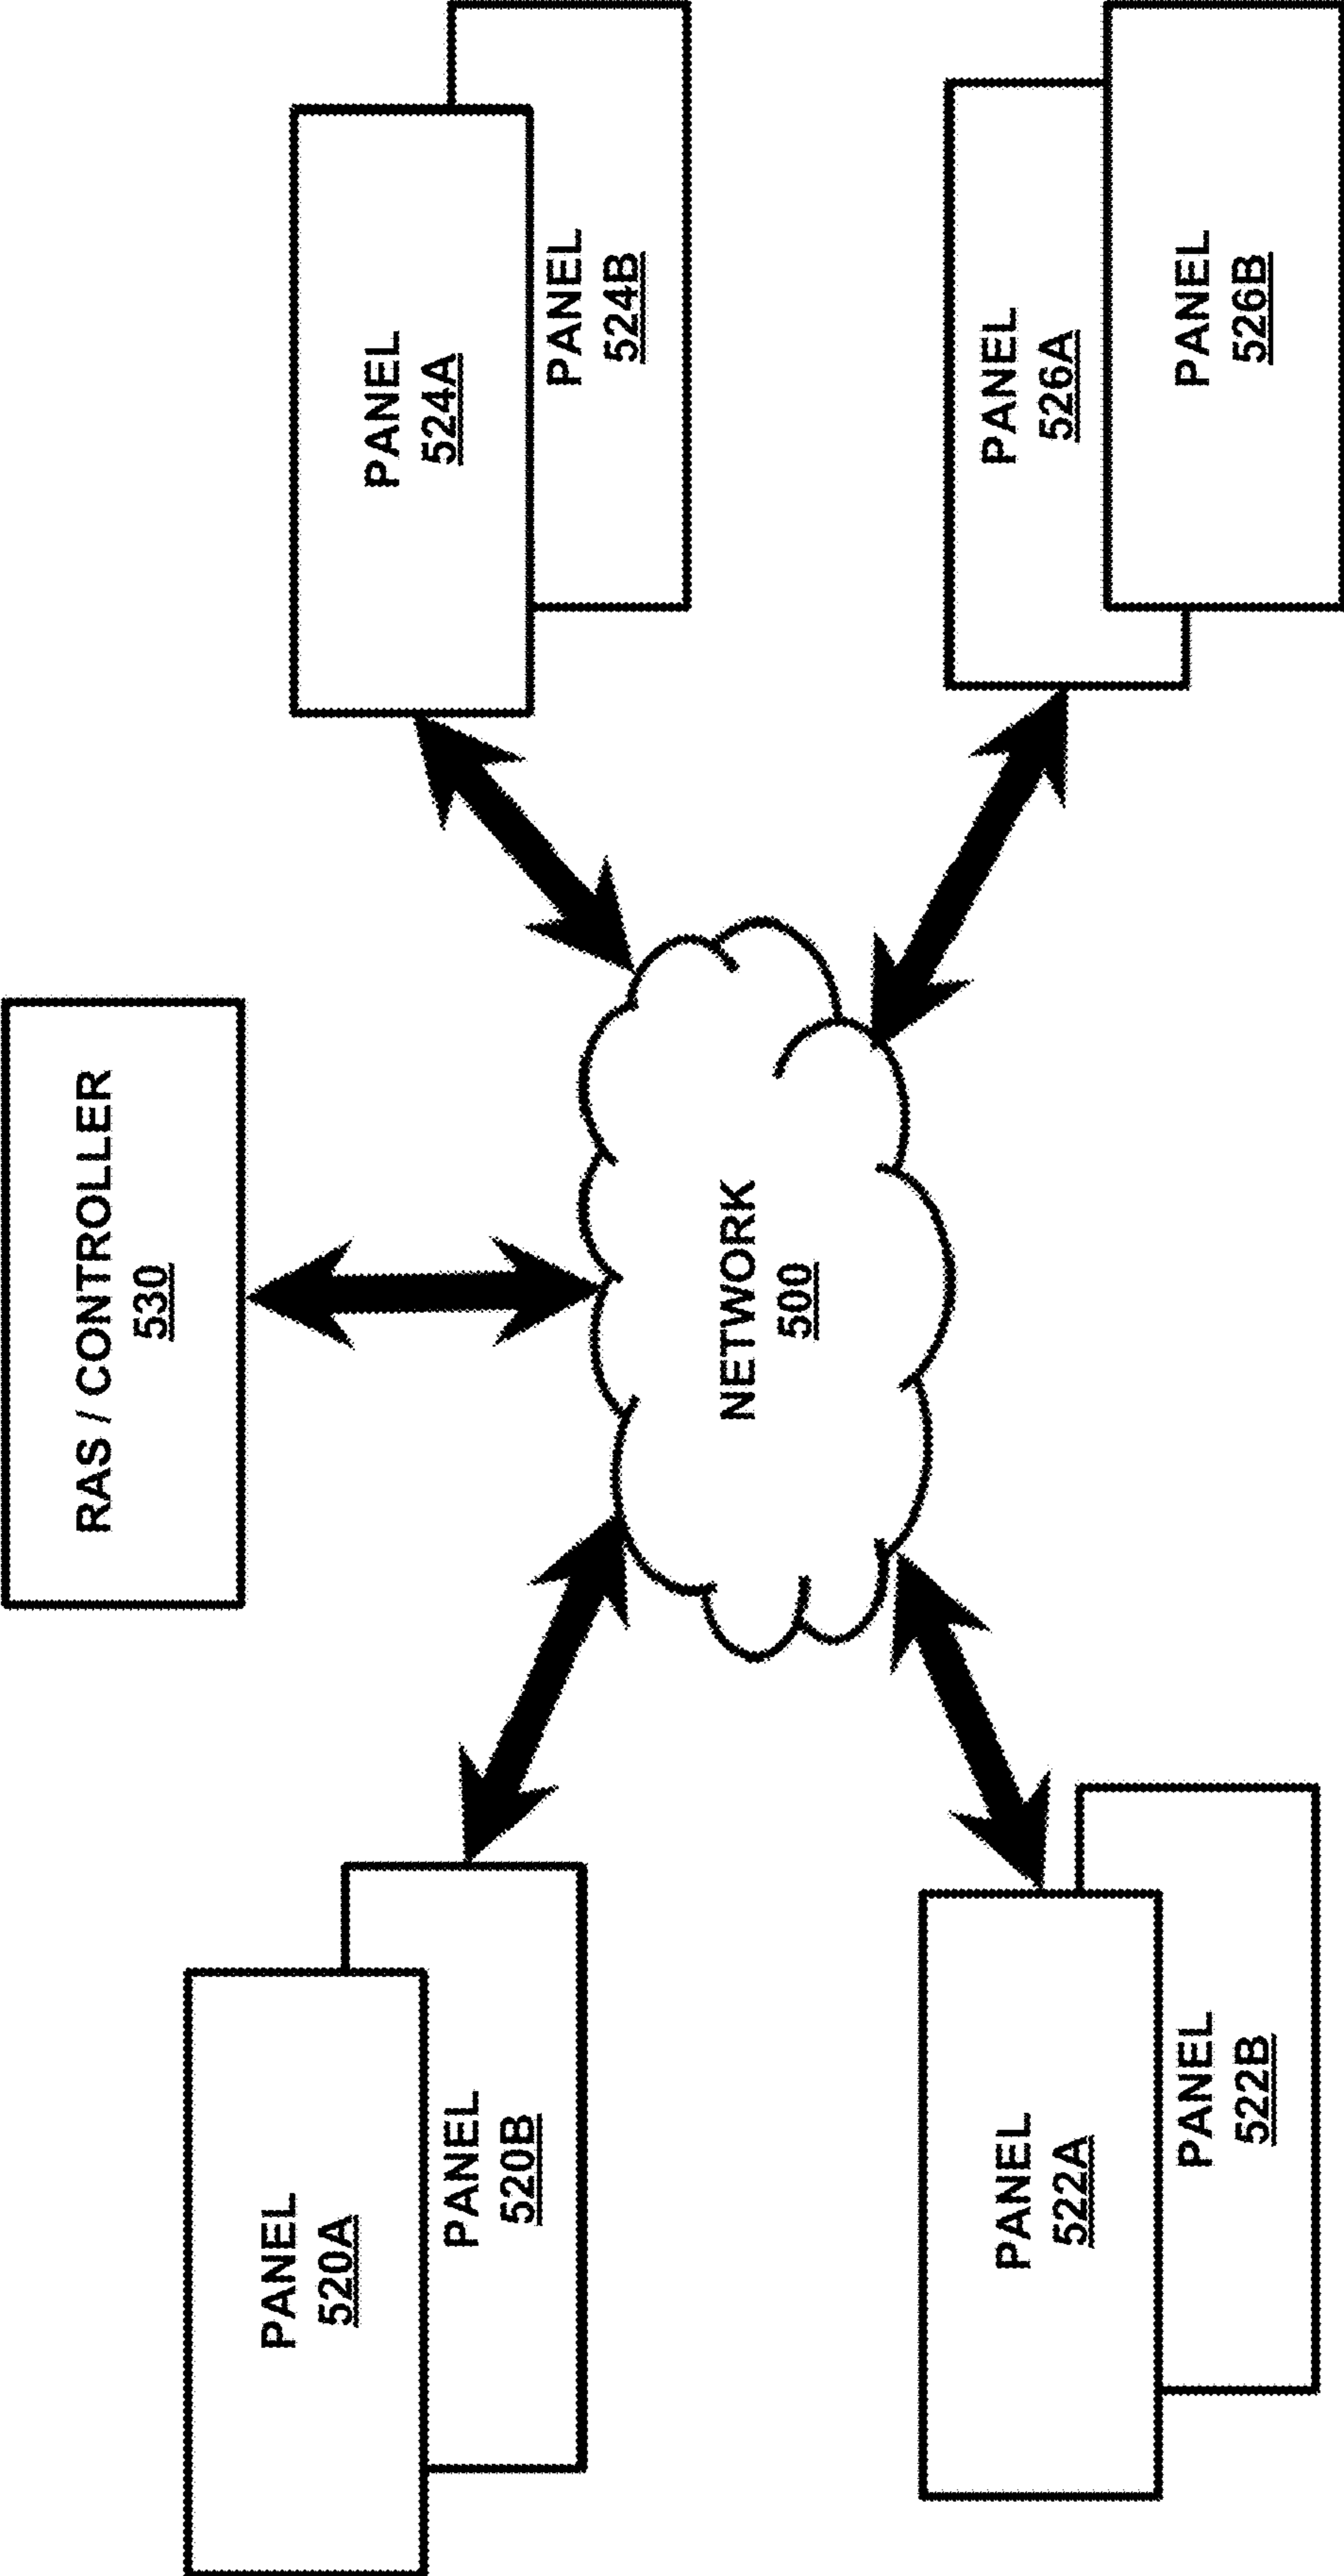 RAS / CONTROLLER
530
PANEL
520A
PANEL
520B
PANEL
524A
PANEL
524B
NETWORK
500
PANEL
522A
PANEL
522B
PANEL
526A
PANEL
526B